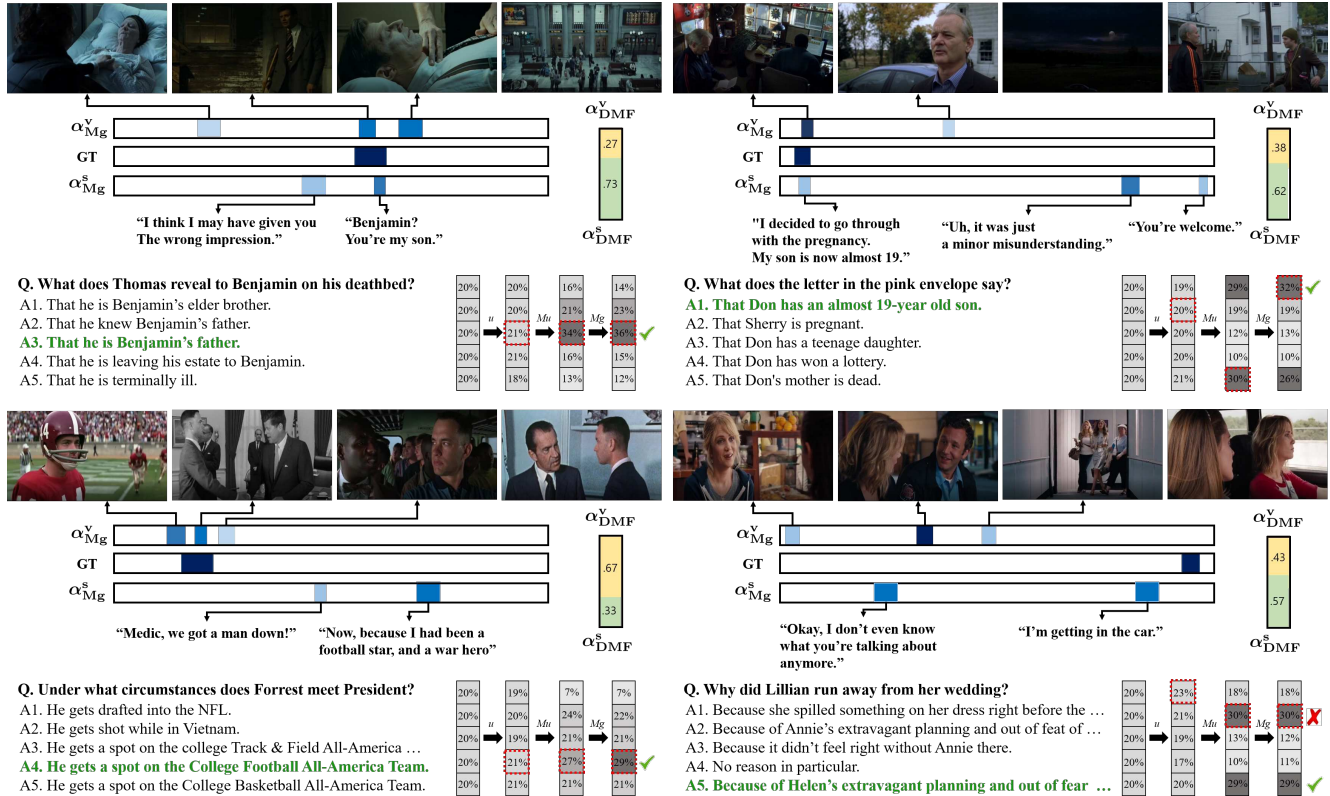 α^v_Mg
GT
α^s_Mg
α^v_DMF
.27
.73
α^s_DMF
“I think I may have given you
The wrong impression.”
“Benjamin?
You’re my son.”
Q. What does Thomas reveal to Benjamin on his deathbed?
A1. That he is Benjamin’s elder brother.
A2. That he knew Benjamin’s father.
A3. That he is Benjamin’s father.
A4. That he is leaving his estate to Benjamin.
A5. That he is terminally ill.
u Mu Mg
20% 20% 16% 14%
20% 20% 21% 23%
20% 21% 34% 36%
20% 21% 16% 15%
20% 18% 13% 12%
α^v_Mg
GT
α^s_Mg
α^v_DMF
.38
.62
α^s_DMF
"I decided to go through
with the pregnancy.
My son is now almost 19.”
“Uh, it was just
a minor misunderstanding.”
“You’re welcome.”
Q. What does the letter in the pink envelope say?
A1. That Don has an almost 19-year old son.
A2. That Sherry is pregnant.
A3. That Don has a teenage daughter.
A4. That Don has won a lottery.
A5. That Don's mother is dead.
u Mu Mg
20% 19% 29% 32%
20% 20% 19% 19%
20% 20% 12% 13%
20% 20% 10% 10%
20% 21% 30% 26%
α^v_Mg
GT
α^s_Mg
α^v_DMF
.67
.33
α^s_DMF
“Medic, we got a man down!”
“Now, because I had been a
football star, and a war hero”
Q. Under what circumstances does Forrest meet President?
A1. He gets drafted into the NFL.
A2. He gets shot while in Vietnam.
A3. He gets a spot on the college Track & Field All-America …
A4. He gets a spot on the College Football All-America Team.
A5. He gets a spot on the College Basketball All-America Team.
u Mu Mg
20% 19% 7% 7%
20% 20% 24% 22%
20% 19% 21% 21%
20% 21% 27% 29%
20% 21% 21% 21%
α^v_Mg
GT
α^s_Mg
α^v_DMF
.43
.57
α^s_DMF
“Okay, I don’t even know
what you’re talking about
anymore.”
“I’m getting in the car.”
Q. Why did Lillian run away from her wedding?
A1. Because she spilled something on her dress right before the …
A2. Because of Annie’s extravagant planning and out of feat of …
A3. Because it didn’t feel right without Annie there.
A4. No reason in particular.
A5. Because of Helen’s extravagant planning and out of fear …
u Mu Mg
20% 23% 18% 18%
20% 21% 30% 30%
20% 19% 13% 12%
20% 17% 10% 11%
20% 20% 29% 29%